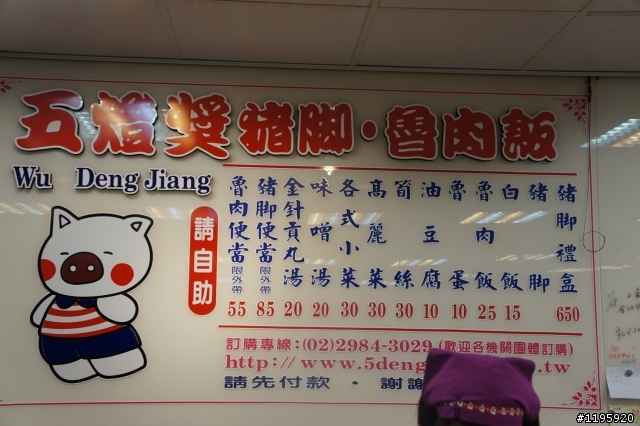 五燈獎豬脚·魯肉飯
Wu Deng Jiang
請自助
豬脚禮盒 650
豬脚
白飯 15
魯肉飯 25
魯蛋 10
油豆腐 10
筍絲 30
高麗菜 30
各式小菜 30
味噌湯 20
金針貢丸湯 20
豬脚便當 限外帶 85
魯肉便當 限外帶 55
訂購專線:(02)2984-3029 (歡迎各機關團體訂購)
http://www.5deng .tw
請先付款·謝謝
#1195920